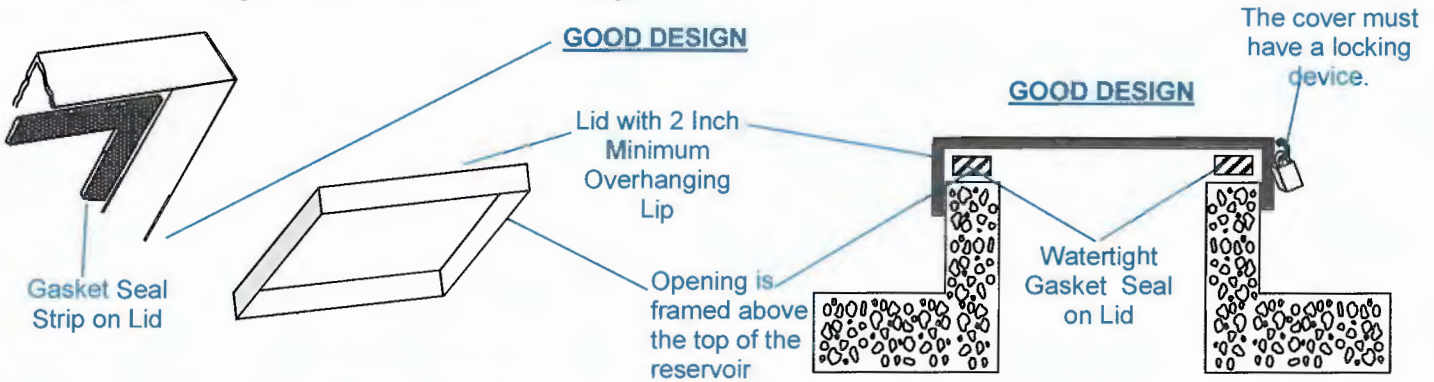 GOOD DESIGN
Gasket Seal
Strip on Lid
Lid with 2 Inch
Minimum
Overhanging
Lip
Opening is
framed above
the top of the
reservoir
GOOD DESIGN
The cover must
have a locking
device.
Watertight
Gasket Seal
on Lid